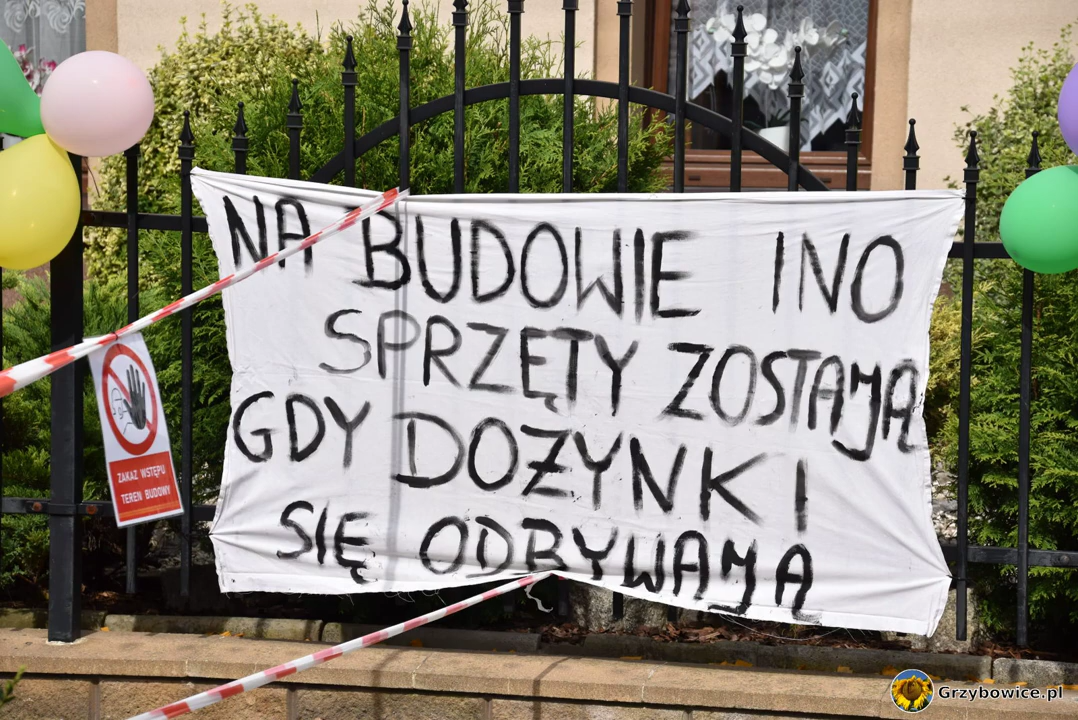 NA BUDOWIE INO
SPRZĘTY ZOSTAJĄ
GDY DOŻYNKI
SIĘ ODBYWAJĄ
ZAKAZ WSTĘPU
TEREN BUDOWY
Grzybowice.pl